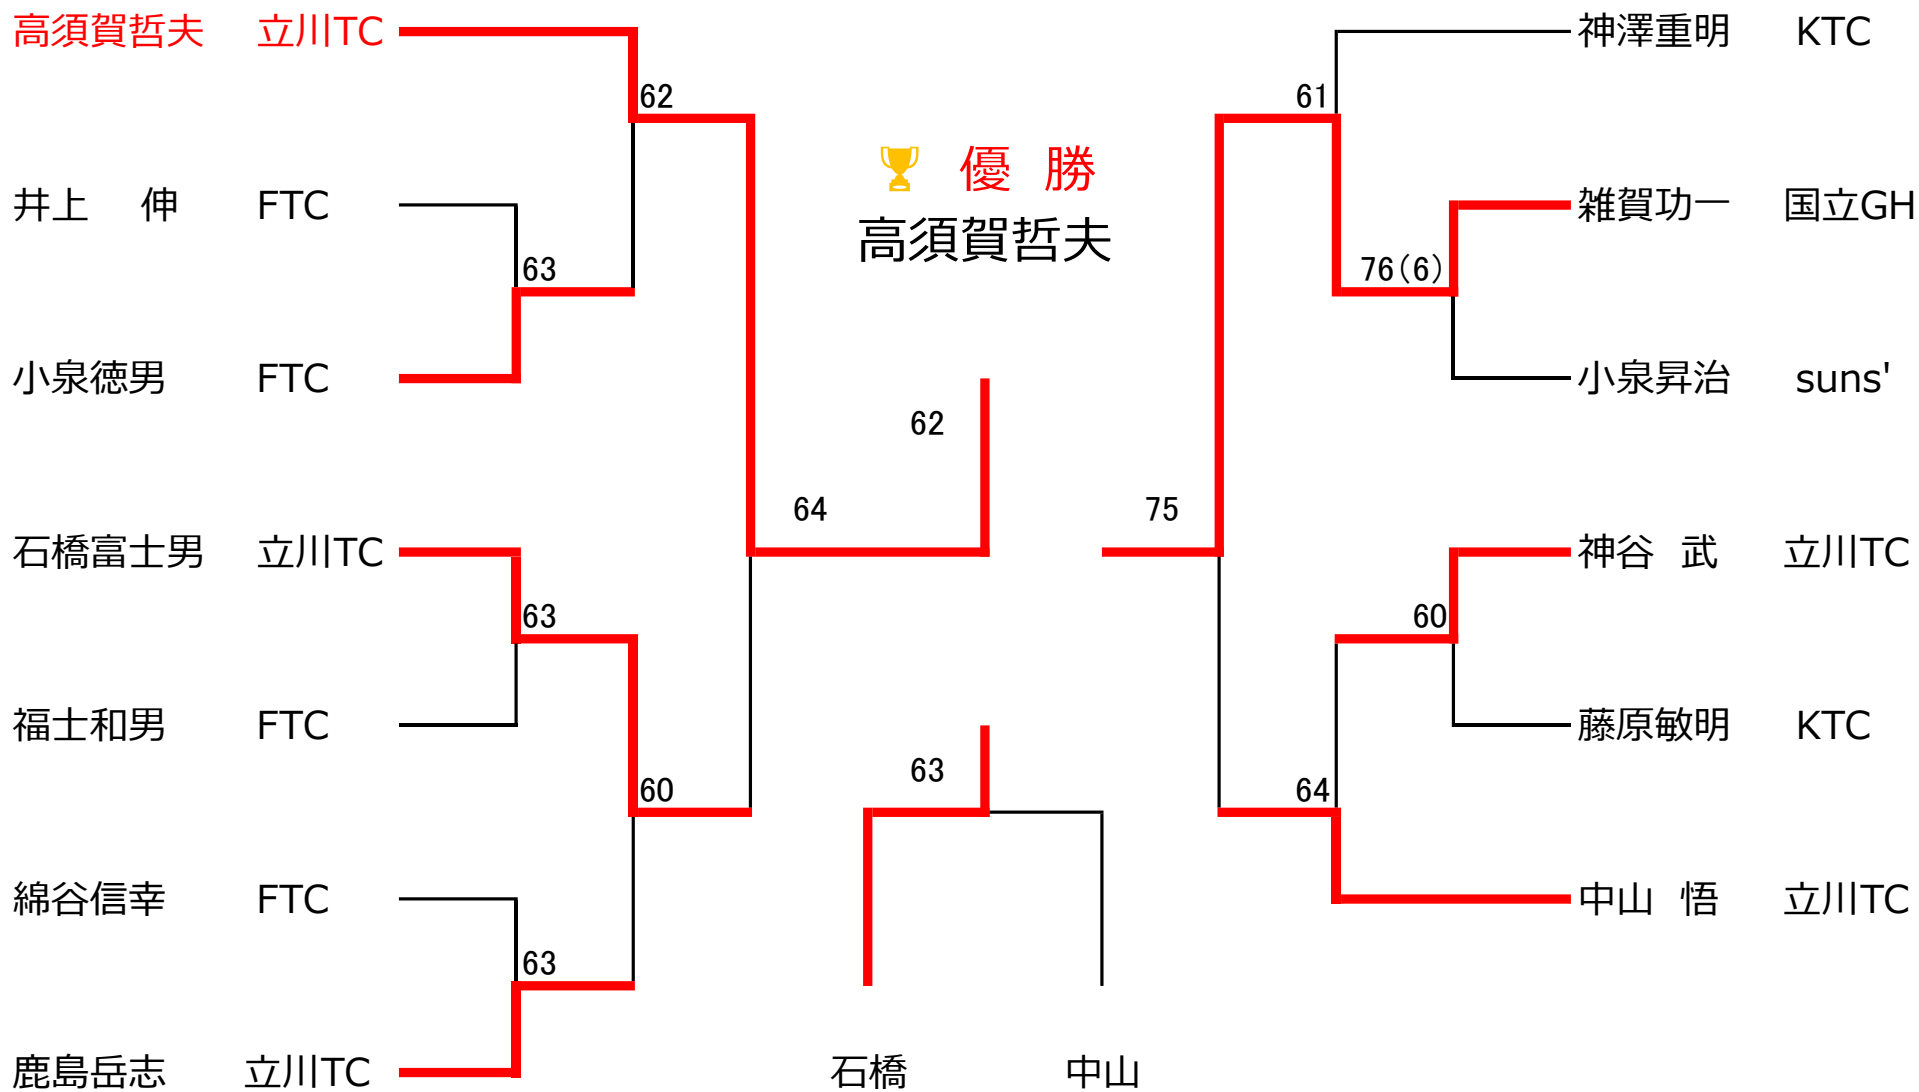 高須賀哲夫 立川TC
神澤重明 KTC
62
61
優 勝
井上 伸 FTC
雑賀功一 国立GH
高須賀哲夫
63
76(6)
小泉徳男 FTC
小泉昇治 suns'
62
64
75
石橋富士男 立川TC
神谷 武 立川TC
63
60
福士和男 FTC
藤原敏明 KTC
63
60
64
綿谷信幸 FTC
中山 悟 立川TC
63
鹿島岳志 立川TC
石橋 中山